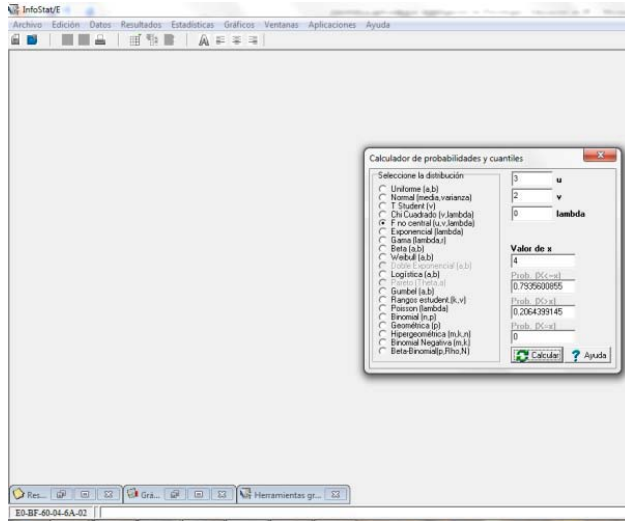 InfoStat/E
Archivo Edición Datos Resultados Estadísticas Gráficos Ventanas Aplicaciones Ayuda
Calculador de probabilidades y cuantiles
Seleccione la distribución
Uniforme (a,b)
Normal (media,varianza)
T Student (v)
Chi Cuadrado (v,lambda)
F no central (u,v,lambda)
Exponencial (lambda)
Gama (lambda,r)
Beta (a,b)
Weibull (a,b)
Doble Exponencial (a,b)
Logística (a,b)
Pareto (Theta,a)
Gumbel (a,b)
Rangos estudent.(k,v)
Poisson (lambda)
Binomial (n,p)
Geométrica (p)
Hipergeométrica (m,k,n)
Binomial Negativa (m,k)
Beta-Binomial(p,Rho,N)
3 u
2 v
0 lambda
Valor de x
4
Prob. (X<=x)
0.7935600855
Prob. (X>x)
0.2064399145
Prob. (X=x)
0
Calcular ? Ayuda
Res... Grá... Herramientas gr...
E0-BF-60-04-6A-02